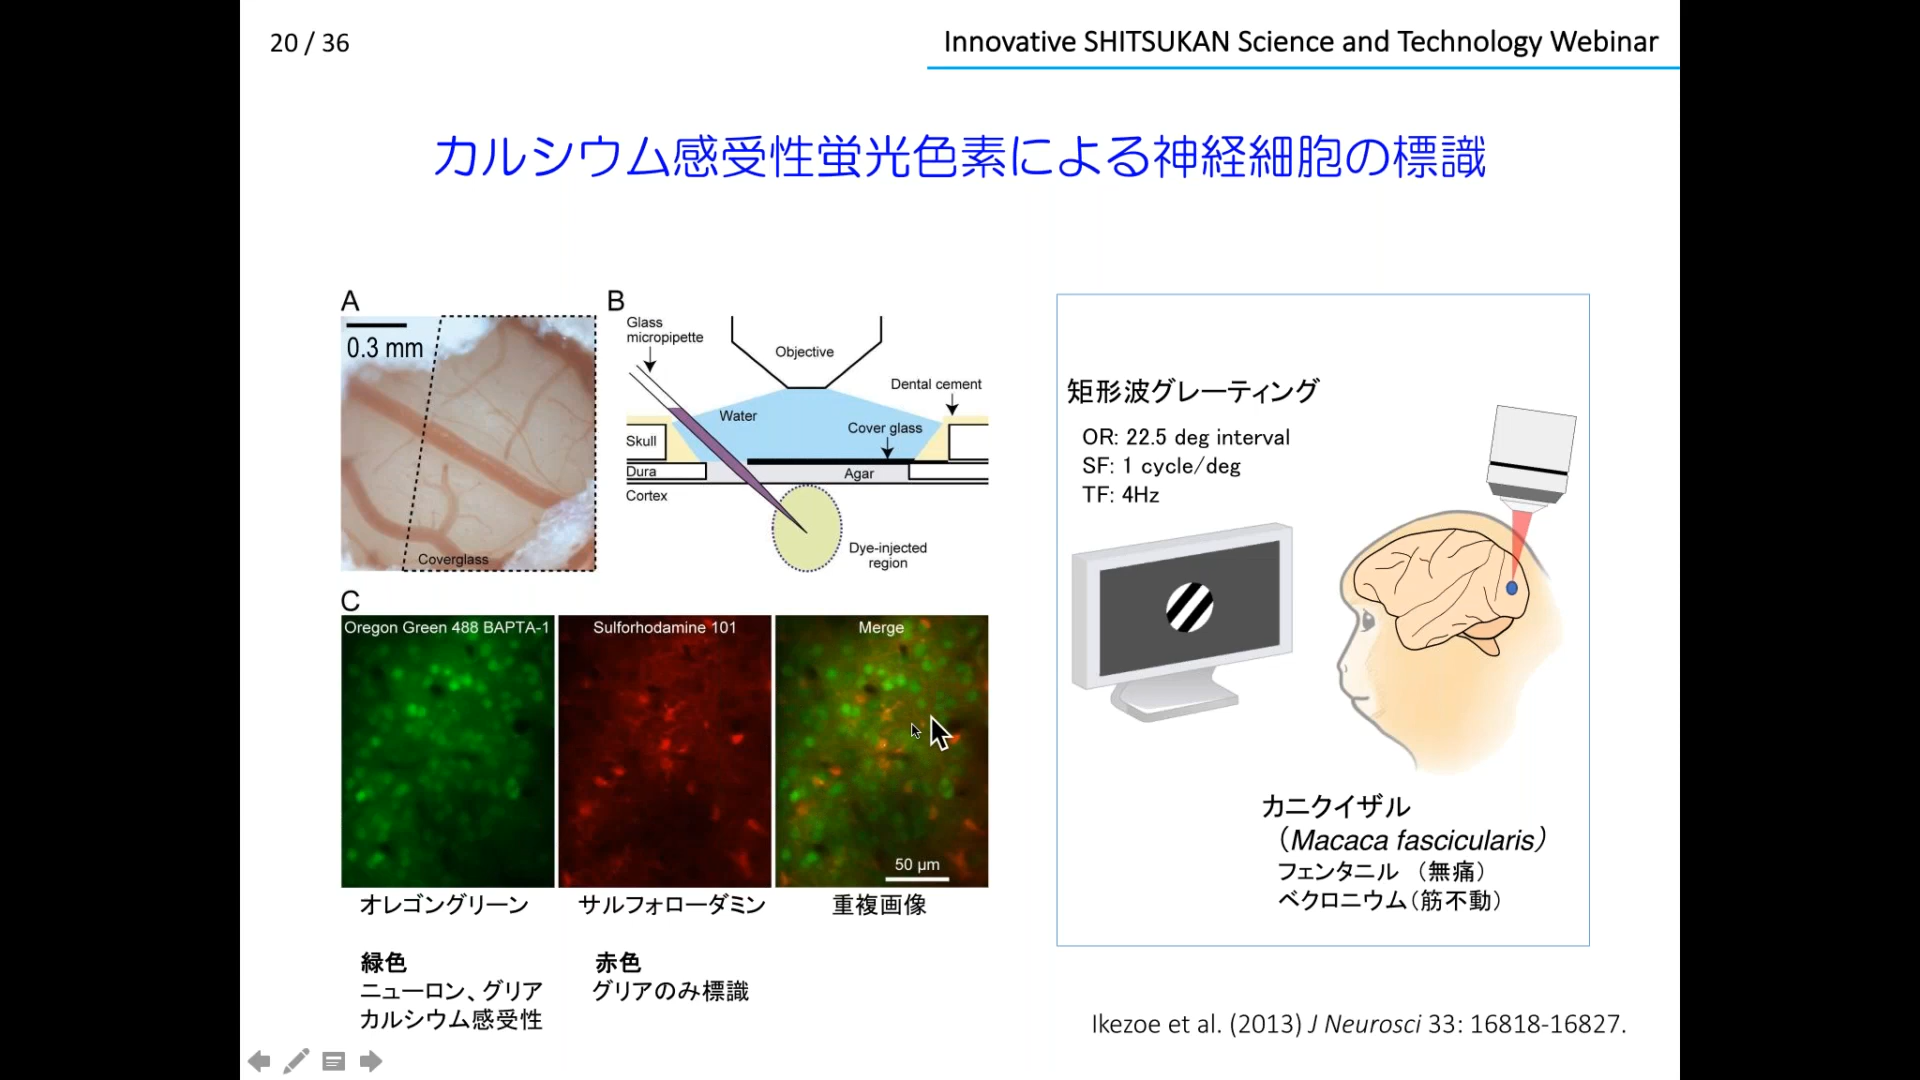 20 / 36
Innovative SHITSUKAN Science and Technology Webinar
カルシウム感受性蛍光色素による神経細胞の標識
A
0.3 mm
Coverglass
B
Glass
micropipette
Objective
Dental cement
Water
Cover glass
Skull
Dura
Agar
Cortex
Dye-injected
region
C
Oregon Green 488 BAPTA-1
Sulforhodamine 101
Merge
50 µm
オレゴングリーン
サルフォローダミン
重複画像
緑色
ニューロン、グリア
カルシウム感受性
赤色
グリアのみ標識
矩形波グレーティング
OR: 22.5 deg interval
SF: 1 cycle/deg
TF: 4Hz
カニクイザル
（Macaca fascicularis）
フェンタニル （無痛）
ベクロニウム（筋不動）
Ikezoe et al. (2013) J Neurosci 33: 16818-16827.